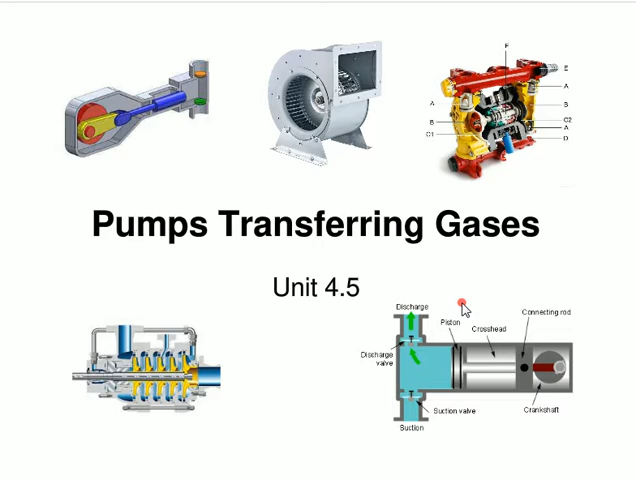 F
E
A
A
B
B
C2
A
C1
D
Pumps Transferring Gases
Unit 4.5
Discharge
Connecting rod
Piston
Crosshead
Discharge
valve
Suction valve
Crankshaft
Suction